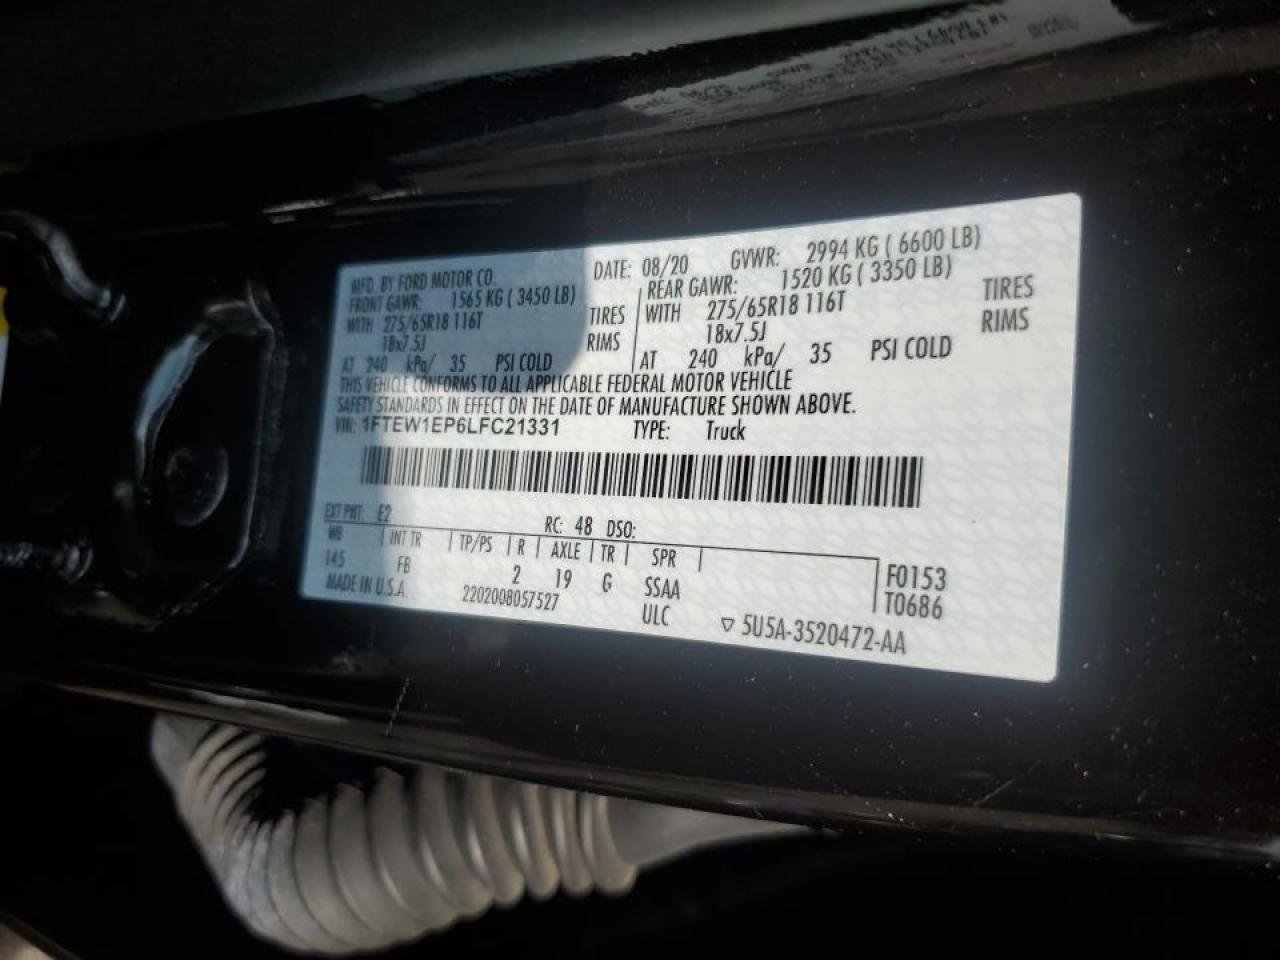 MFD. BY FORD MOTOR CO.
DATE: 08/20 GVWR: 2994 KG ( 6600 LB)
FRONT GAWR: 1565 KG ( 3450 LB)
REAR GAWR: 1520 KG ( 3350 LB)
WITH 275/65R18 116T TIRES
WITH 275/65R18 116T TIRES
18x7.5J RIMS
18x7.5J RIMS
AT 240 kPa/ 35 PSI COLD
AT 240 kPa/ 35 PSI COLD
THIS VEHICLE CONFORMS TO ALL APPLICABLE FEDERAL MOTOR VEHICLE
SAFETY STANDARDS IN EFFECT ON THE DATE OF MANUFACTURE SHOWN ABOVE.
VIN: 1FTEW1EP6LFC21331 TYPE: Truck
EXT PNT: E2 RC: 48 DSO:
WB INT TR TP/PS R AXLE TR SPR
145 FB 2 19 G SSAA F0153
MADE IN U.S.A. 2202008057527 ULC T0686
▽ 5U5A-3520472-AA